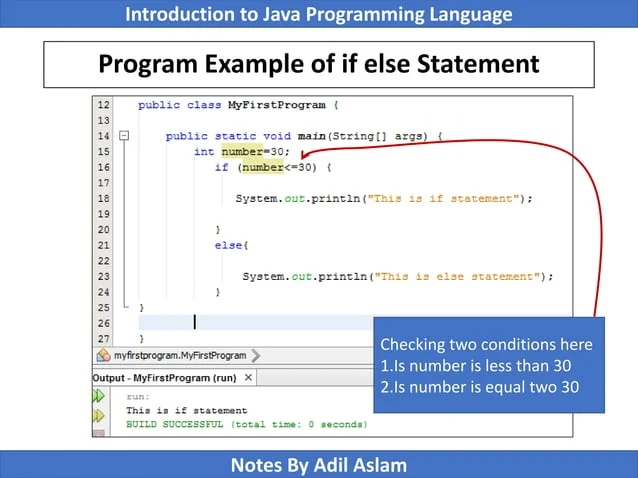 Introduction to Java Programming Language
Program Example of if else Statement
12 public class MyFirstProgram {
13
14 public static void main(String[] args) {
15 int number=30;
16 if (number<=30) {
17
18 System.out.println("This is if statement");
19
20 }
21 else{
22
23 System.out.println("This is else statement");
24 }
25 }
26
27 }
Checking two conditions here
1.Is number is less than 30
2.Is number is equal two 30
myfirstprogram.MyFirstProgram
Output - MyFirstProgram (run) ×
run:
This is if statement
BUILD SUCCESSFUL (total time: 0 seconds)
Notes By Adil Aslam